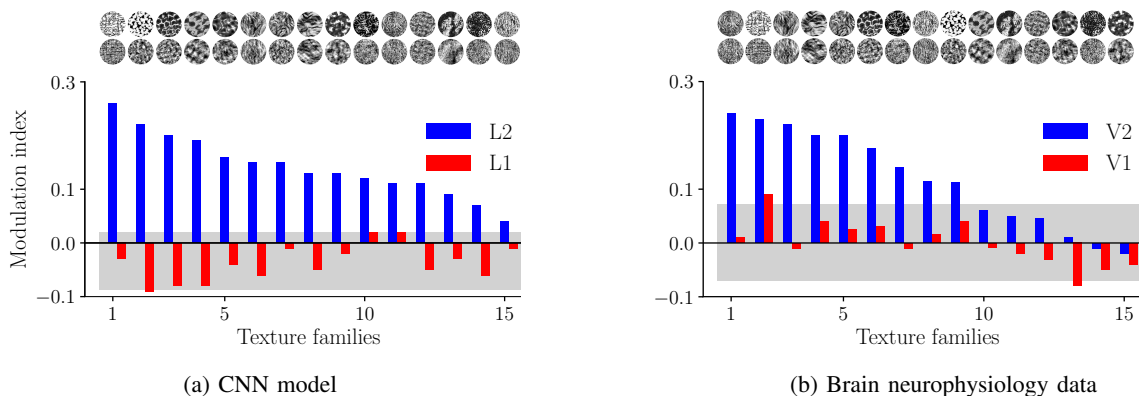 Modulation index
0.3
0.1
0.0
−0.1
L2
L1
1
5
10
15
Texture families
(a) CNN model
0.3
0.1
0.0
−0.1
V2
V1
1
5
10
15
Texture families
(b) Brain neurophysiology data